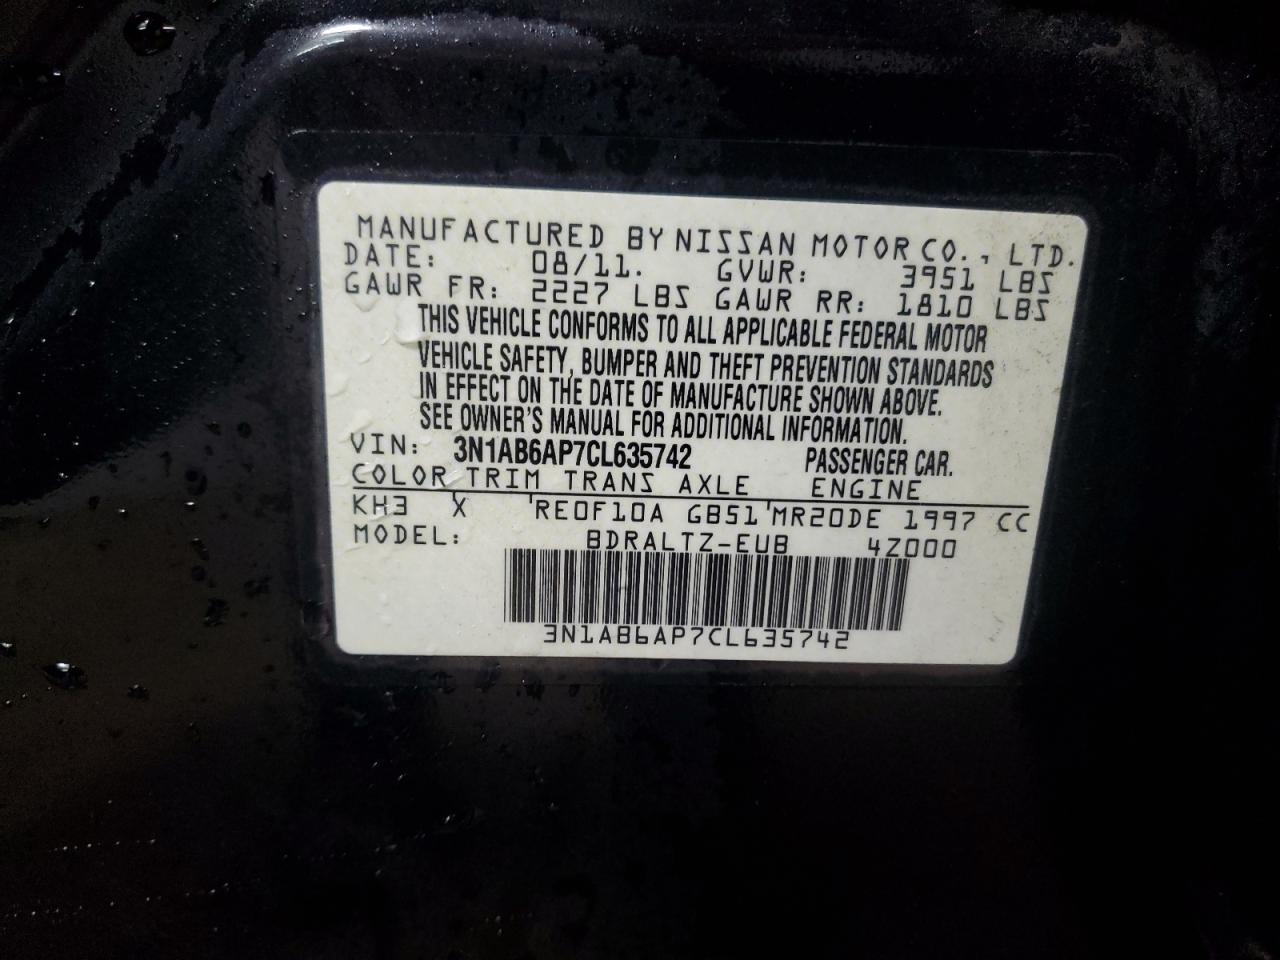 MANUFACTURED BY NISSAN MOTOR CO., LTD.
DATE: 08/11. GVWR: 3951 LBS
GAWR FR: 2227 LBS GAWR RR: 1810 LBS
THIS VEHICLE CONFORMS TO ALL APPLICABLE FEDERAL MOTOR
VEHICLE SAFETY, BUMPER AND THEFT PREVENTION STANDARDS
IN EFFECT ON THE DATE OF MANUFACTURE SHOWN ABOVE.
SEE OWNER'S MANUAL FOR ADDITIONAL INFORMATION.
VIN: 3N1AB6AP7CL635742 PASSENGER CAR.
COLOR TRIM TRANS AXLE ENGINE
KH3 X 'RE0F10A GB51'MR20DE 1997 CC
MODEL: BDRALTZ-EUB 4Z000
3N1AB6AP7CL635742